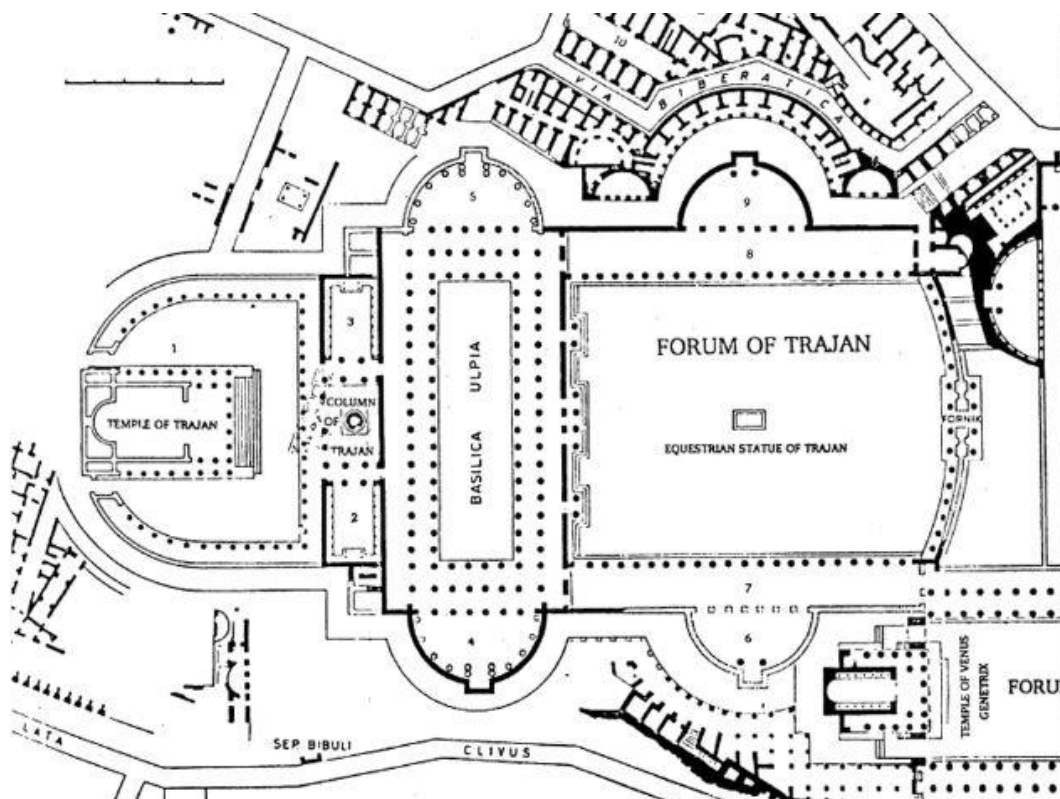 10
VIA BIBERATICA
5
9
8
3
FORUM OF TRAJAN
1
BASILICA ULPIA
COLUMN
OF
TRAJAN
TEMPLE OF TRAJAN
FORNIK
EQUESTRIAN STATUE OF TRAJAN
2
7
4
6
TEMPLE OF VENUS
GENETRIX
FORU
SEP. BIBULI
CLIVUS
LATA